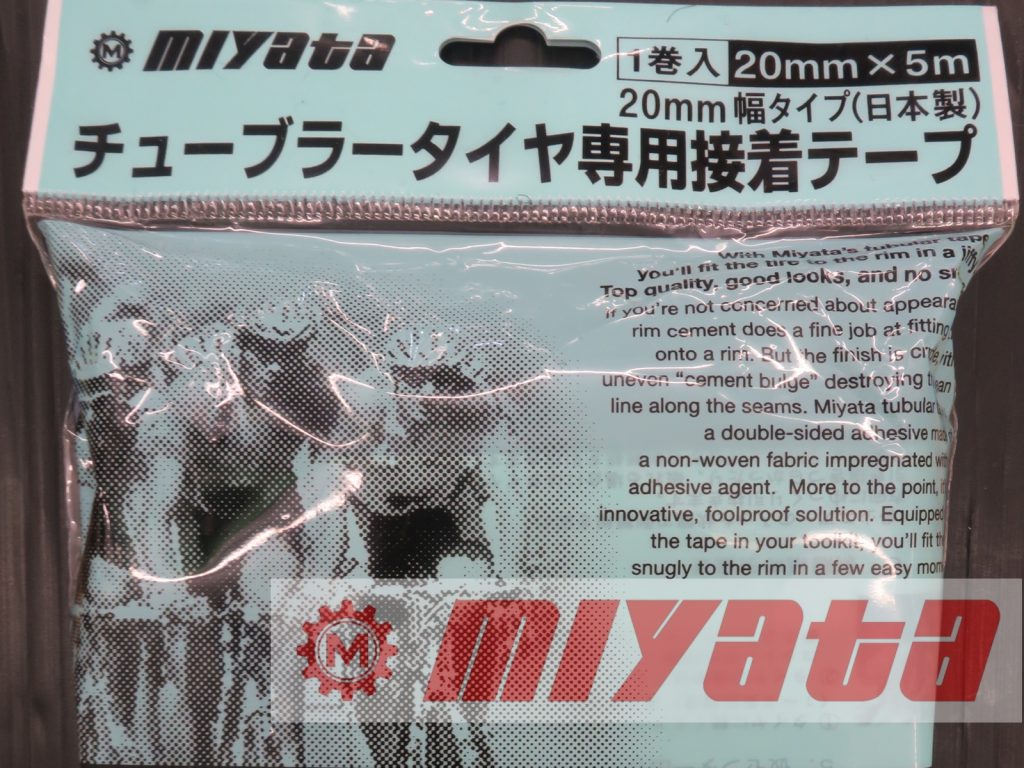 M miyata
1巻入 20mm×5m
20mm幅タイプ(日本製)
チューブラータイヤ専用接着テープ
With Miyata's tubular tape
you'll fit the tire to the rim in a jiffy
Top quality, good looks, and no
if you're not concerned about
rim cement does a fine job at fitting
onto a rim. But the finish is
uneven "cement bulge" destroying
line along the seams. Miyata tubular
a double-sided adhesive
a non-woven fabric impregnated with
adhesive agent. More to the point,
innovative, foolproof solution. Equipped
the tape in your toolkit, you'll fit
snugly to the rim in a few easy
M miyata